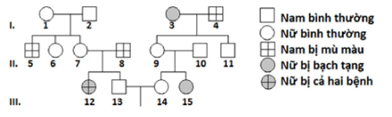 I.
1 2 3 4
Nam bình thường
Nữ bình thường
II.
5 6 7 8 9 10 11
Nam bị mù màu
Nữ bị bạch tạng
III.
12 13 14 15
Nữ bị cả hai bệnh